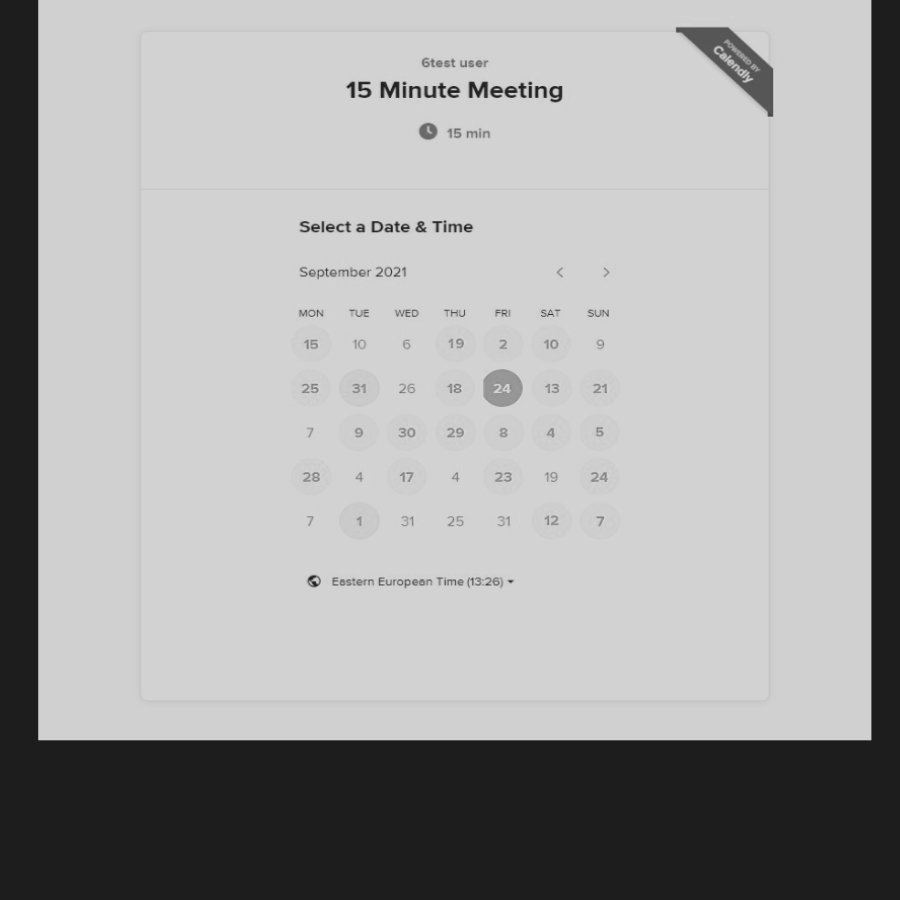 POWERED BY
Calendly
6test user
15 Minute Meeting
15 min
Select a Date & Time
September 2021
MON TUE WED THU FRI SAT SUN
15 10 6 19 2 10 9
25 31 26 18 24 13 21
7 9 30 29 8 4 5
28 4 17 4 23 19 24
7 1 31 25 31 12 7
Eastern European Time (13:26)